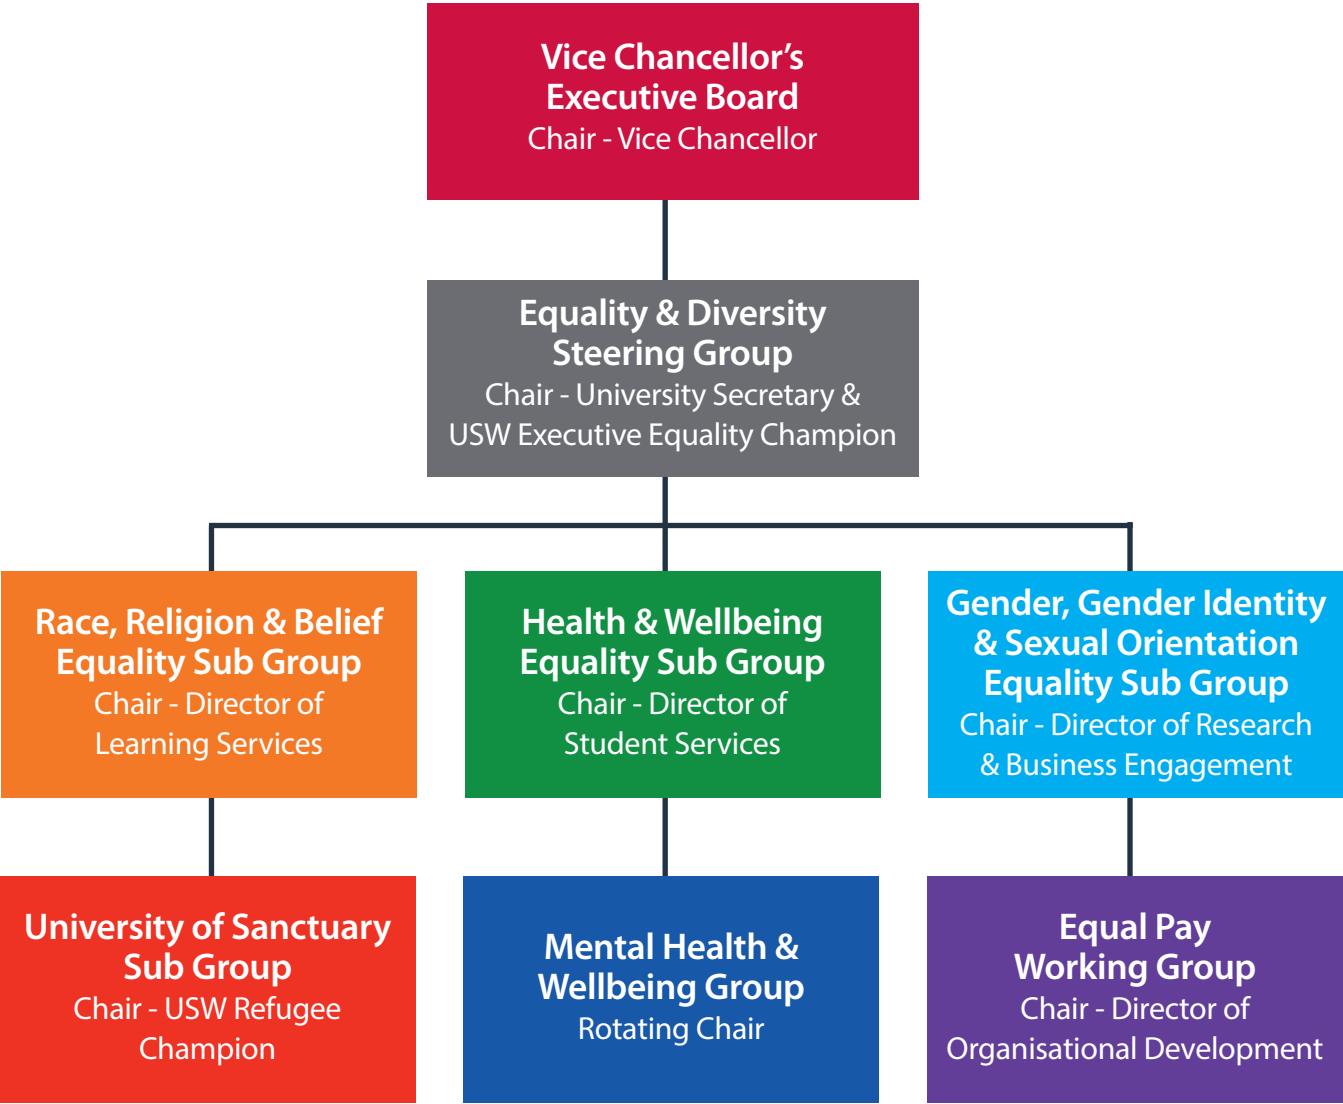 Vice Chancellor’s
Executive Board
Chair - Vice Chancellor
Equality & Diversity
Steering Group
Chair - University Secretary &
USW Executive Equality Champion
Race, Religion & Belief
Equality Sub Group
Chair - Director of
Learning Services
Health & Wellbeing
Equality Sub Group
Chair - Director of
Student Services
Gender, Gender Identity
& Sexual Orientation
Equality Sub Group
Chair - Director of Research
& Business Engagement
University of Sanctuary
Sub Group
Chair - USW Refugee
Champion
Mental Health &
Wellbeing Group
Rotating Chair
Equal Pay
Working Group
Chair - Director of
Organisational Development